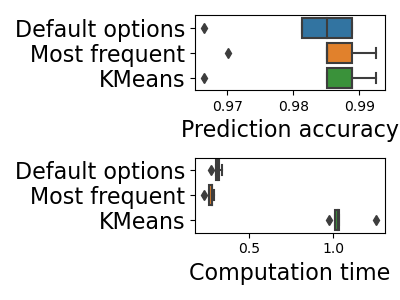 Default options
Most frequent
KMeans
0.97 0.98 0.99
Prediction accuracy
Default options
Most frequent
KMeans
0.5 1.0
Computation time